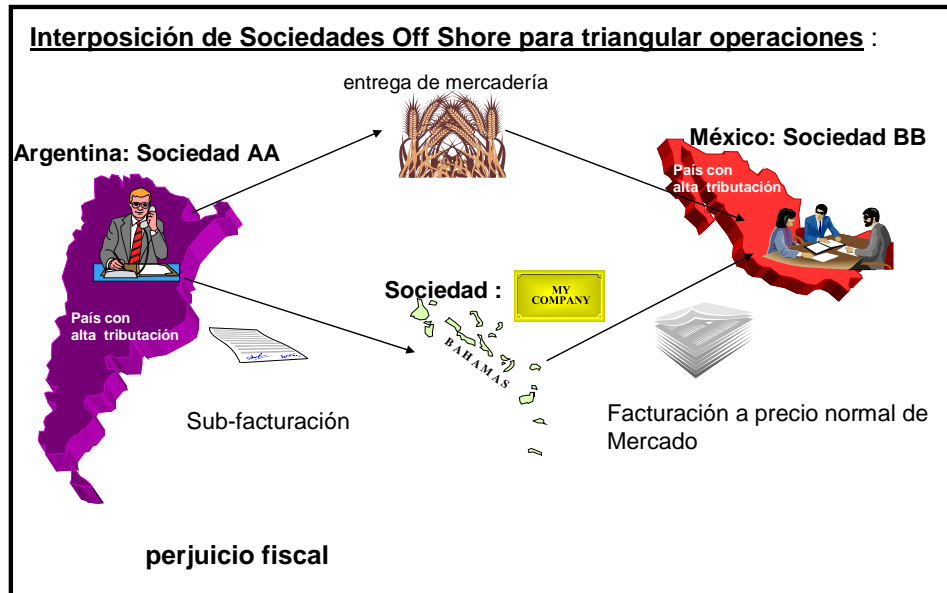 Interposición de Sociedades Off Shore para triangular operaciones :
entrega de mercadería
Argentina: Sociedad AA
México: Sociedad BB
País con
alta tributación
Sociedad :
MY
COMPANY
País con
alta tributación
BAHAMAS
Sub-facturación
Facturación a precio normal de
Mercado
perjuicio fiscal